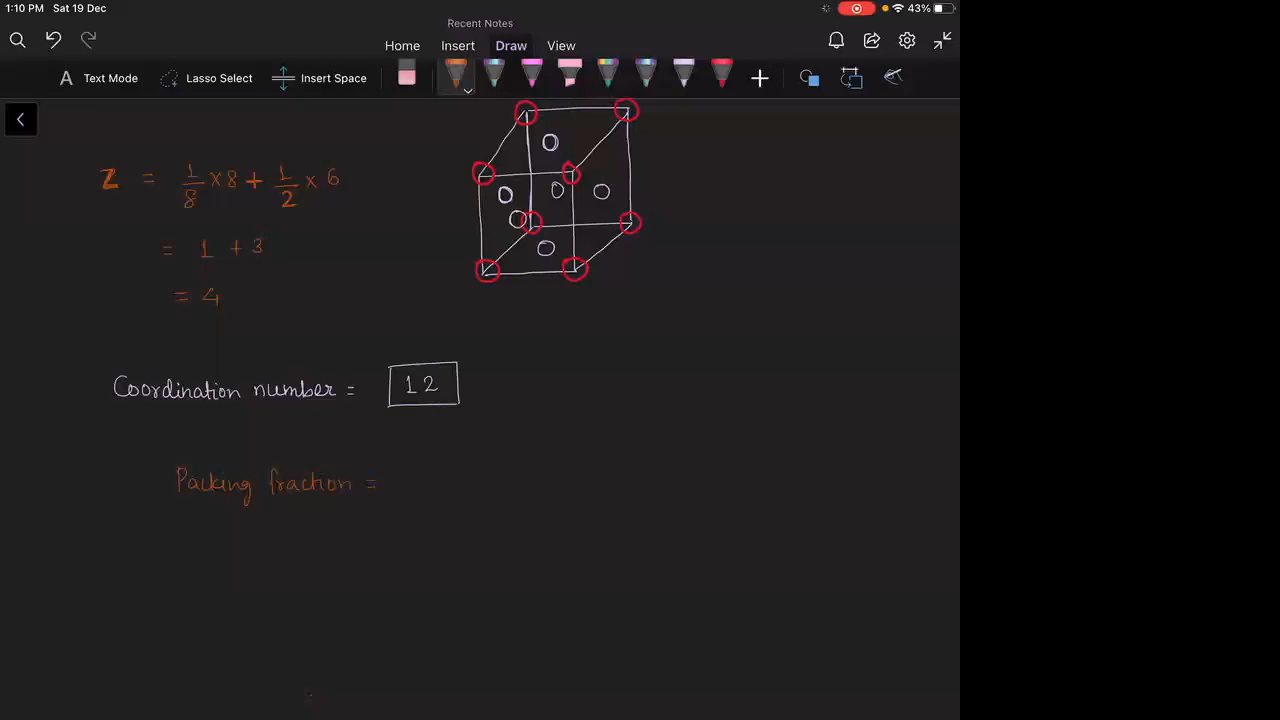 1:10 PM Sat 19 Dec
43%
Recent Notes
Home Insert Draw View
A Text Mode Lasso Select Insert Space
Z = 1/8 × 8 + 1/2 × 6
= 1 + 3
= 4
Coordination number = 12
Packing fraction =